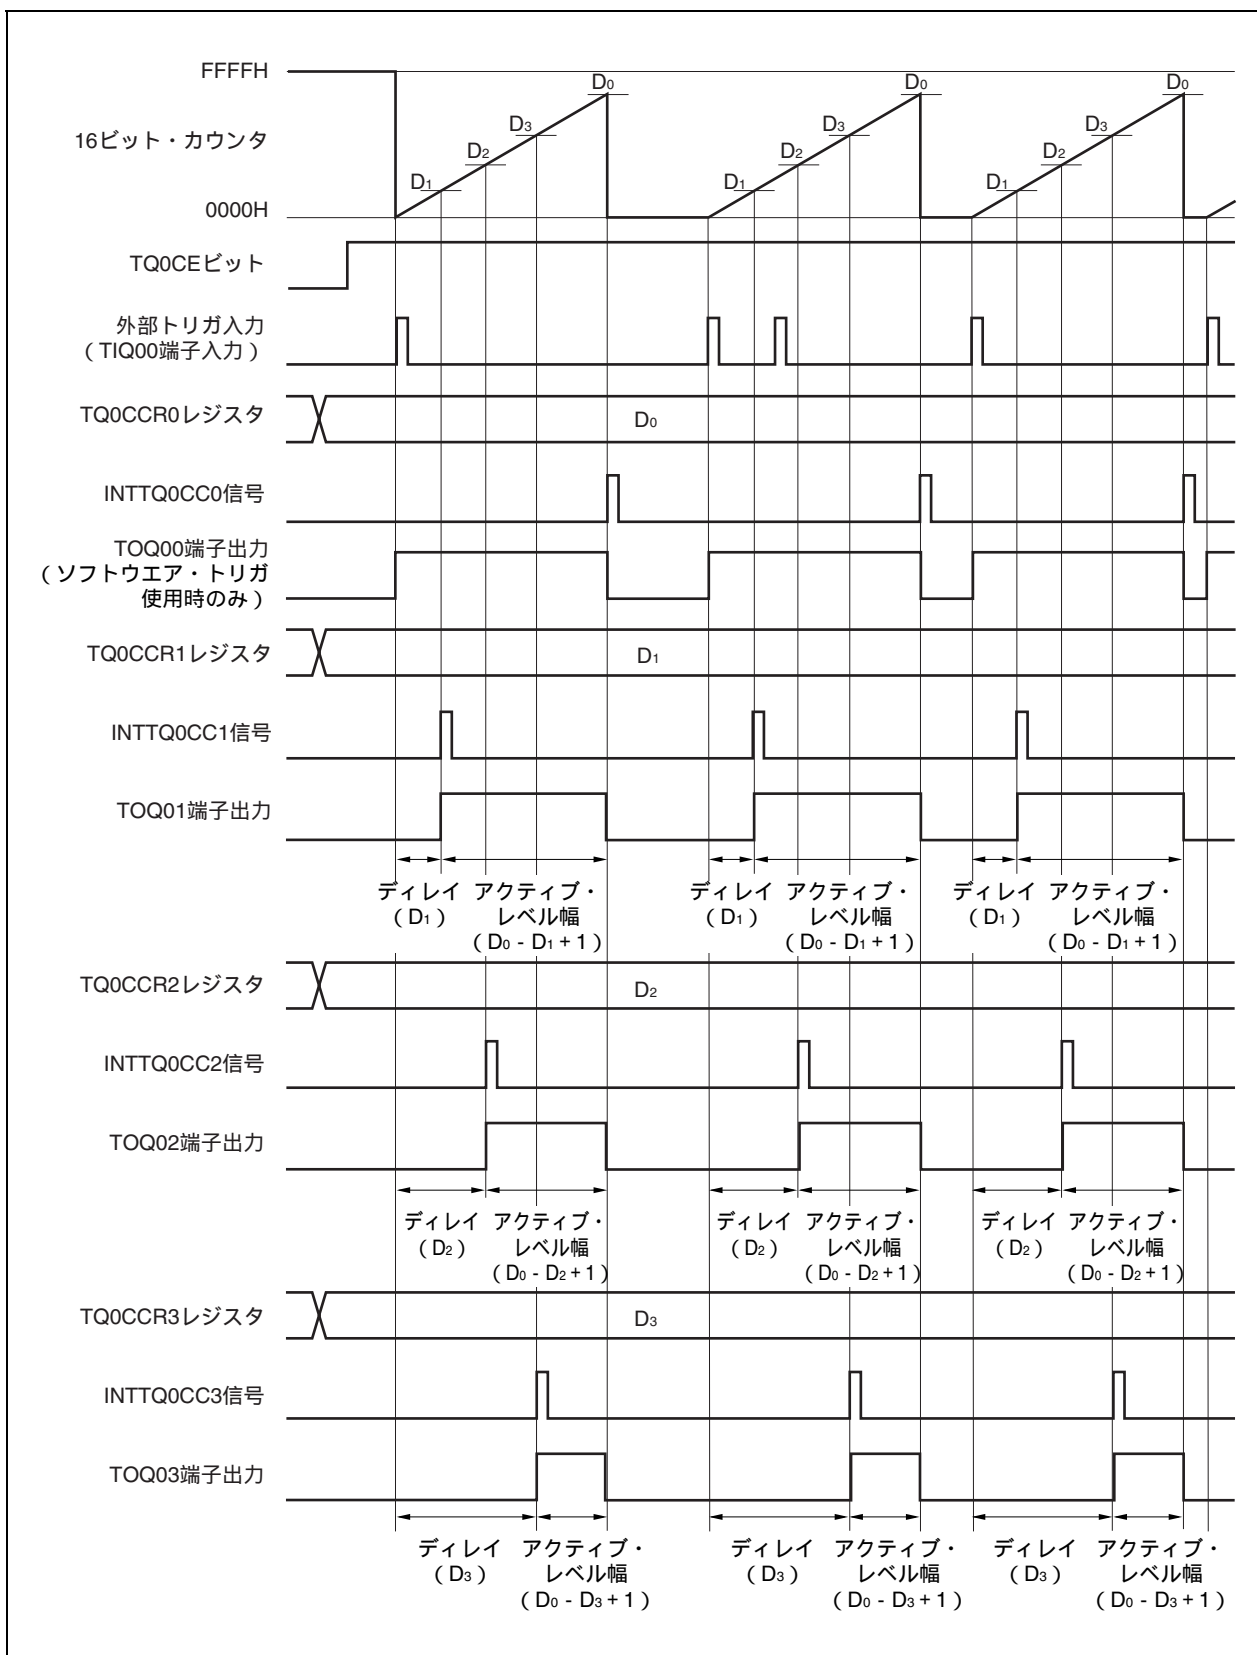 FFFFH
D0 D0 D0
16ビット・カウンタ
D3 D3 D3
D2 D2 D2
D1 D1 D1
0000H
TQ0CEビット
外部トリガ入力
(TIQ00端子入力)
TQ0CCR0レジスタ
D0
INTTQ0CC0信号
TOQ00端子出力
(ソフトウエア・トリガ
使用時のみ)
TQ0CCR1レジスタ
D1
INTTQ0CC1信号
TOQ01端子出力
ディレイ アクティブ・ ディレイ アクティブ・ ディレイ アクティブ・
(D1) レベル幅 (D1) レベル幅 (D1) レベル幅
(D0 - D1 + 1) (D0 - D1 + 1) (D0 - D1 + 1)
TQ0CCR2レジスタ
D2
INTTQ0CC2信号
TOQ02端子出力
ディレイ アクティブ・ ディレイ アクティブ・ ディレイ アクティブ・
(D2) レベル幅 (D2) レベル幅 (D2) レベル幅
(D0 - D2 + 1) (D0 - D2 + 1) (D0 - D2 + 1)
TQ0CCR3レジスタ
D3
INTTQ0CC3信号
TOQ03端子出力
ディレイ アクティブ・ ディレイ アクティブ・ ディレイ アクティブ・
(D3) レベル幅 (D3) レベル幅 (D3) レベル幅
(D0 - D3 + 1) (D0 - D3 + 1) (D0 - D3 + 1)